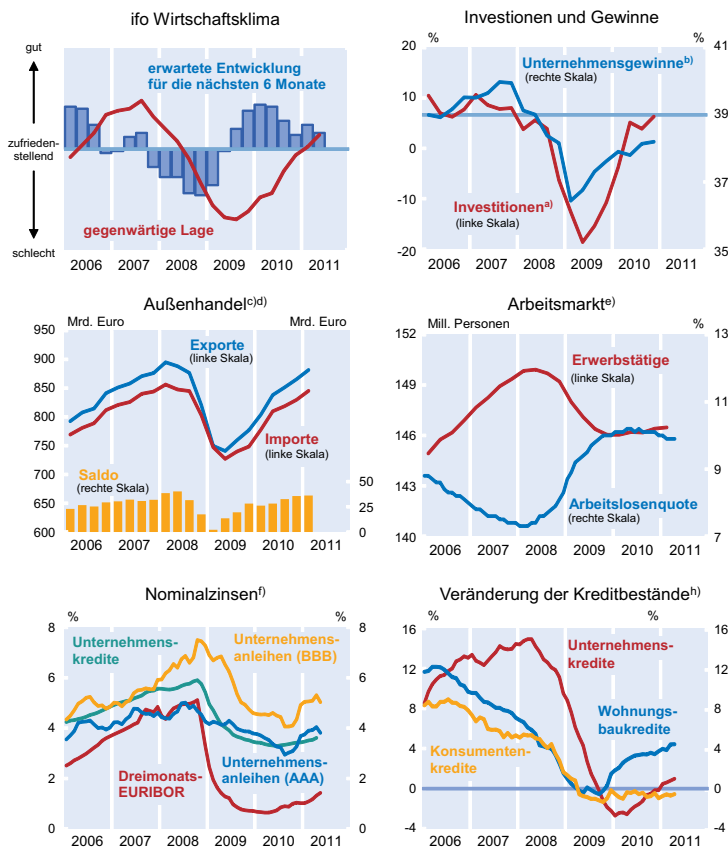 ifo Wirtschaftsklima
gut
zufrieden-
stellend
schlecht
erwartete Entwicklung
für die nächsten 6 Monate
gegenwärtige Lage
2006 2007 2008 2009 2010 2011
Investionen und Gewinne
% %
20
10
0
-10
-20
41
39
37
35
Unternehmensgewinne b)
(rechte Skala)
Investitionen a)
(linke Skala)
2006 2007 2008 2009 2010 2011
Außenhandel c)d)
Mrd. Euro Mrd. Euro
950
900
850
800
750
700
650
600
50
25
0
Exporte
(linke Skala)
Importe
(linke Skala)
Saldo
(rechte Skala)
2006 2007 2008 2009 2010 2011
Arbeitsmarkt e)
Mill. Personen %
152
149
146
143
140
13
11
10
9
7
Erwerbstätige
(linke Skala)
Arbeitslosenquote
(rechte Skala)
2006 2007 2008 2009 2010 2011
Nominalzinsen f)
% %
8
6
4
2
0
8
6
4
2
0
Unternehmens-
kredite
Unternehmens-
anleihen (BBB)
Unternehmens-
anleihen (AAA)
Dreimonats-
EURIBOR
2006 2007 2008 2009 2010 2011
Veränderung der Kreditbestände h)
% %
16
12
8
4
0
-4
16
12
8
4
0
-4
Unternehmens-
kredite
Wohnungs-
baukredite
Konsumenten-
kredite
2006 2007 2008 2009 2010 2011